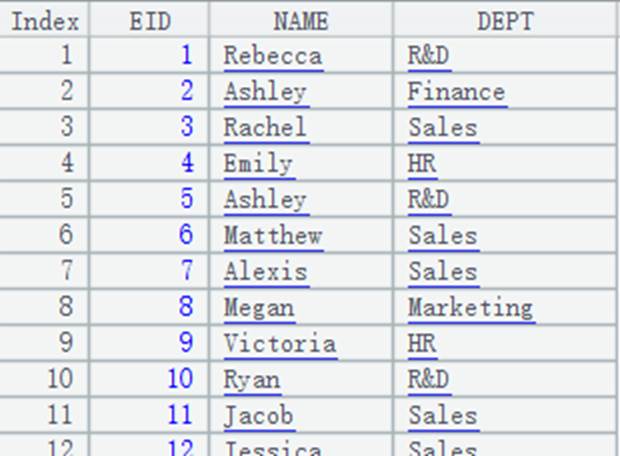 Index EID NAME DEPT
1 1 Rebecca R&D
2 2 Ashley Finance
3 3 Rachel Sales
4 4 Emily HR
5 5 Ashley R&D
6 6 Matthew Sales
7 7 Alexis Sales
8 8 Megan Marketing
9 9 Victoria HR
10 10 Ryan R&D
11 11 Jacob Sales
12 12 Jessica Sales